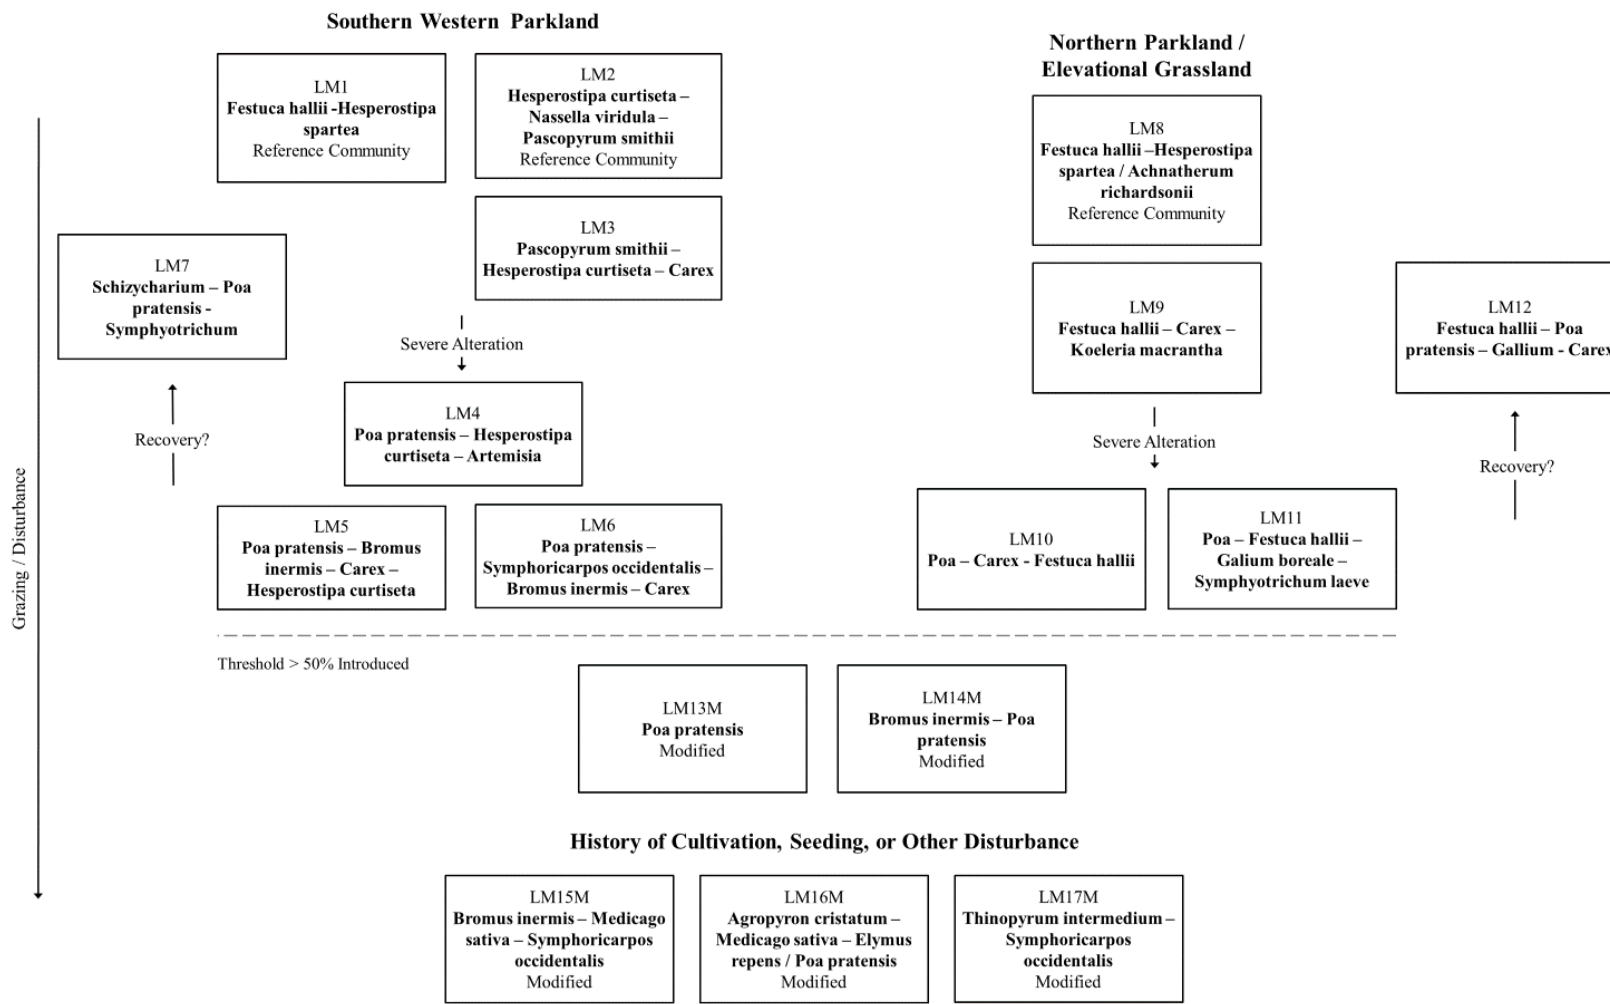 Southern Western Parkland
Northern Parkland /
Elevational Grassland
LM1
Festuca hallii -Hesperostipa
spartea
Reference Community
LM2
Hesperostipa curtiseta –
Nassella viridula –
Pascopyrum smithii
Reference Community
LM8
Festuca hallii –Hesperostipa
spartea / Achnatherum
richardsonii
Reference Community
LM3
Pascopyrum smithii –
Hesperostipa curtiseta – Carex
LM7
Schizycharium – Poa
pratensis -
Symphyotrichum
LM9
Festuca hallii – Carex –
Koeleria macrantha
LM12
Festuca hallii – Poa
pratensis – Gallium - Carex
Severe Alteration
LM4
Poa pratensis – Hesperostipa
curtiseta – Artemisia
Recovery?
Severe Alteration
Recovery?
Grazing / Disturbance
LM5
Poa pratensis – Bromus
inermis – Carex –
Hesperostipa curtiseta
LM6
Poa pratensis –
Symphoricarpos occidentalis –
Bromus inermis – Carex
LM10
Poa – Carex - Festuca hallii
LM11
Poa – Festuca hallii –
Galium boreale –
Symphyotrichum laeve
Threshold > 50% Introduced
LM13M
Poa pratensis
Modified
LM14M
Bromus inermis – Poa
pratensis
Modified
History of Cultivation, Seeding, or Other Disturbance
LM15M
Bromus inermis – Medicago
sativa – Symphoricarpos
occidentalis
Modified
LM16M
Agropyron cristatum –
Medicago sativa – Elymus
repens / Poa pratensis
Modified
LM17M
Thinopyrum intermedium –
Symphoricarpos
occidentalis
Modified